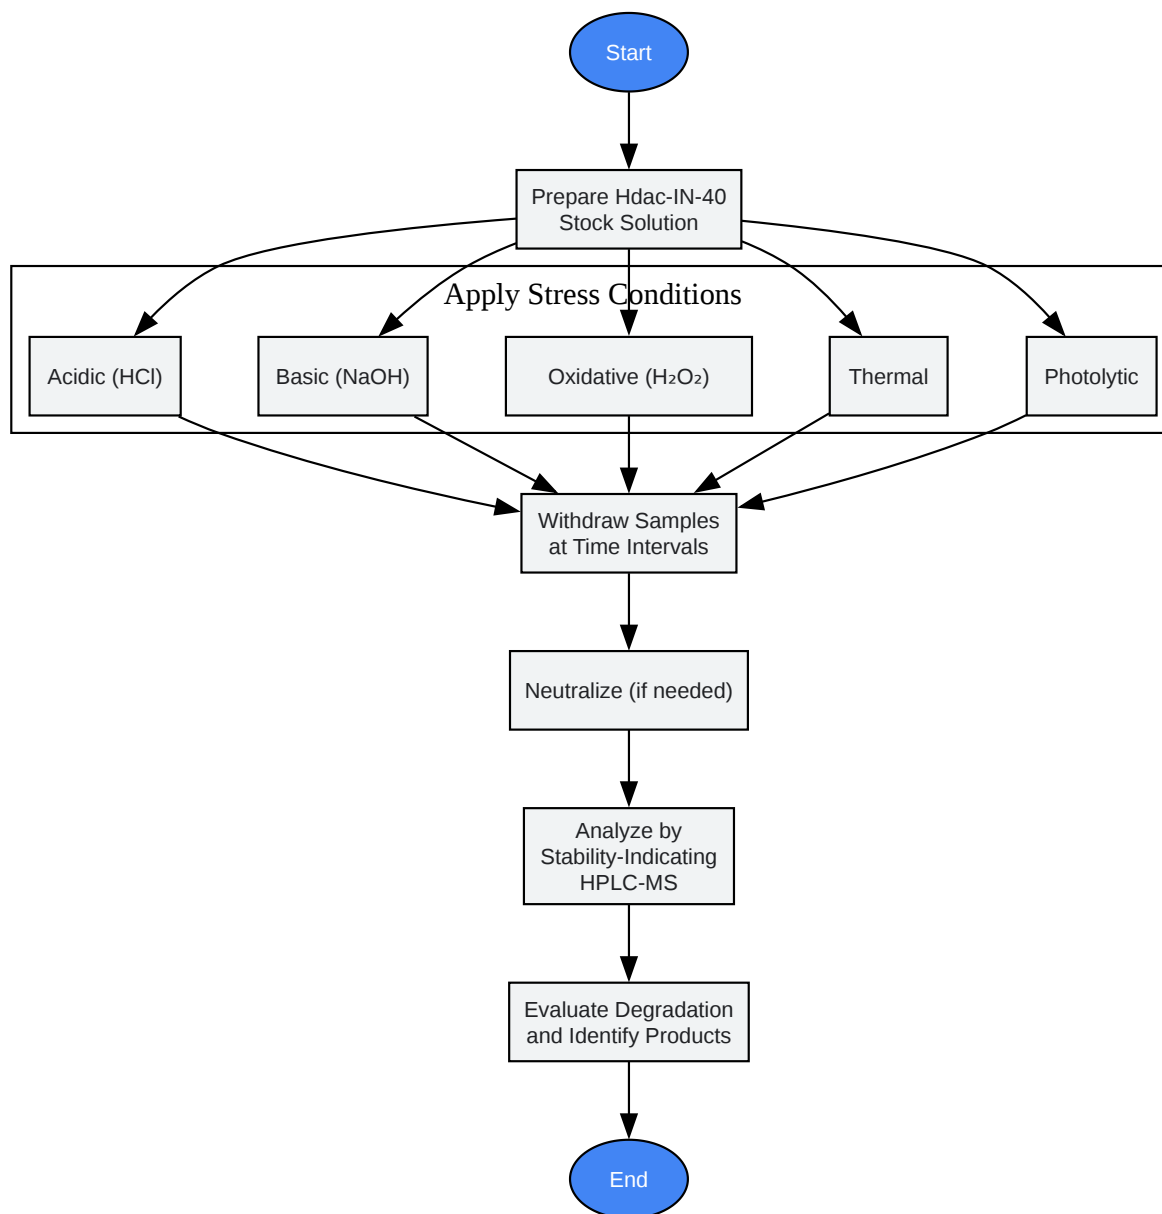 Start
Prepare Hdac-IN-40
Stock Solution
Apply Stress Conditions
Acidic (HCl)
Basic (NaOH)
Oxidative (H₂O₂)
Thermal
Photolytic
Withdraw Samples
at Time Intervals
Neutralize (if needed)
Analyze by
Stability-Indicating
HPLC-MS
Evaluate Degradation
and Identify Products
End